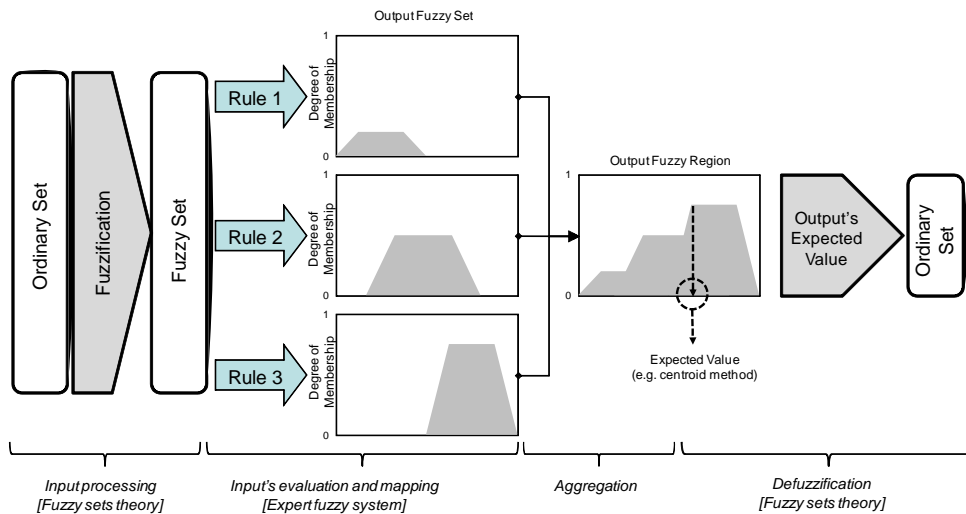 Output Fuzzy Set
Ordinary Set
Fuzzification
Fuzzy Set
Rule 1
Degree of
Membership
1
0
Rule 2
Degree of
Membership
1
0
Rule 3
Degree of
Membership
1
0
Output Fuzzy Region
1
0
Expected Value
(e.g. centroid method)
Output's
Expected
Value
Ordinary
Set
Input processing
[Fuzzy sets theory]
Input's evaluation and mapping
[Expert fuzzy system]
Aggregation
Defuzzification
[Fuzzy sets theory]